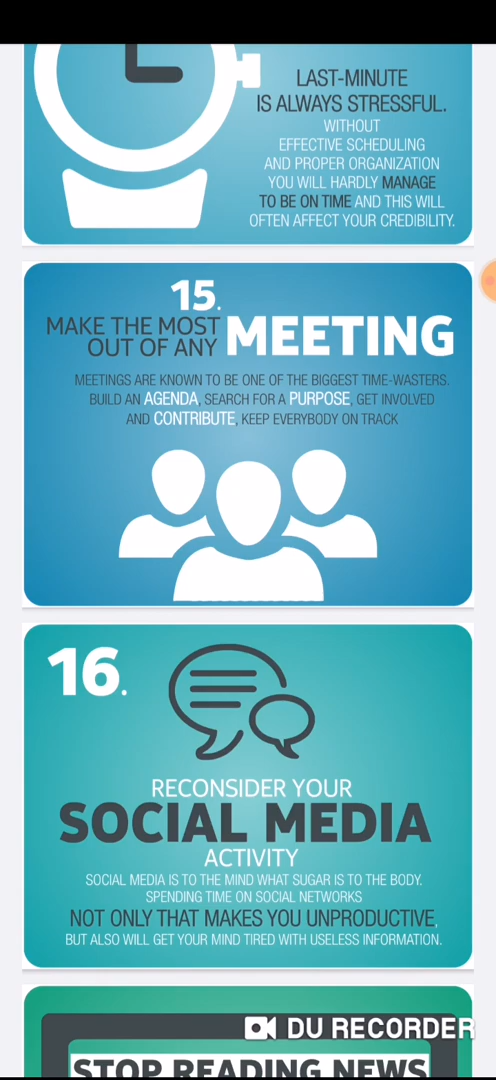 LAST-MINUTE
IS ALWAYS STRESSFUL.
WITHOUT
EFFECTIVE SCHEDULING
AND PROPER ORGANIZATION
YOU WILL HARDLY MANAGE
TO BE ON TIME AND THIS WILL
OFTEN AFFECT YOUR CREDIBILITY.
15.
MAKE THE MOST
OUT OF ANY MEETING
MEETINGS ARE KNOWN TO BE ONE OF THE BIGGEST TIME-WASTERS.
BUILD AN AGENDA, SEARCH FOR A PURPOSE, GET INVOLVED
AND CONTRIBUTE, KEEP EVERYBODY ON TRACK
16.
RECONSIDER YOUR
SOCIAL MEDIA
ACTIVITY
SOCIAL MEDIA IS TO THE MIND WHAT SUGAR IS TO THE BODY.
SPENDING TIME ON SOCIAL NETWORKS
NOT ONLY THAT MAKES YOU UNPRODUCTIVE,
BUT ALSO WILL GET YOUR MIND TIRED WITH USELESS INFORMATION.
DU RECORDER
STOP READING NEWS